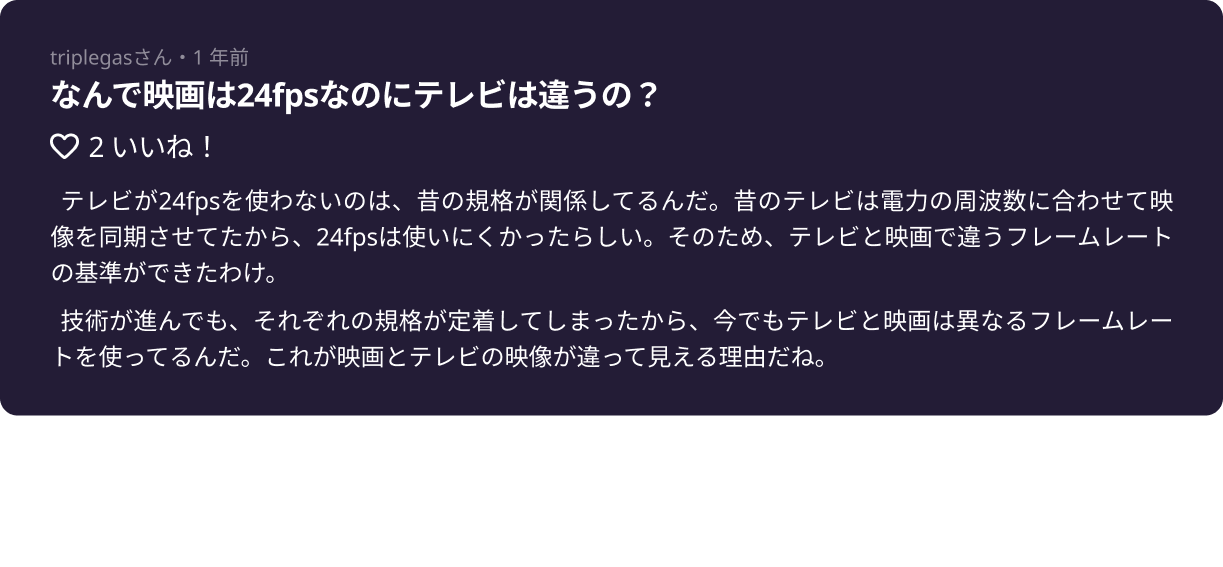 triplegasさん・1 年前
なんで映画は24fpsなのにテレビは違うの？
2 いいね！
テレビが24fpsを使わないのは、昔の規格が関係してるんだ。昔のテレビは電力の周波数に合わせて映
像を同期させてたから、24fpsは使いにくかったらしい。そのため、テレビと映画で違うフレームレート
の基準ができたわけ。
技術が進んでも、それぞれの規格が定着してしまったから、今でもテレビと映画は異なるフレームレー
トを使ってるんだ。これが映画とテレビの映像が違って見える理由だね。